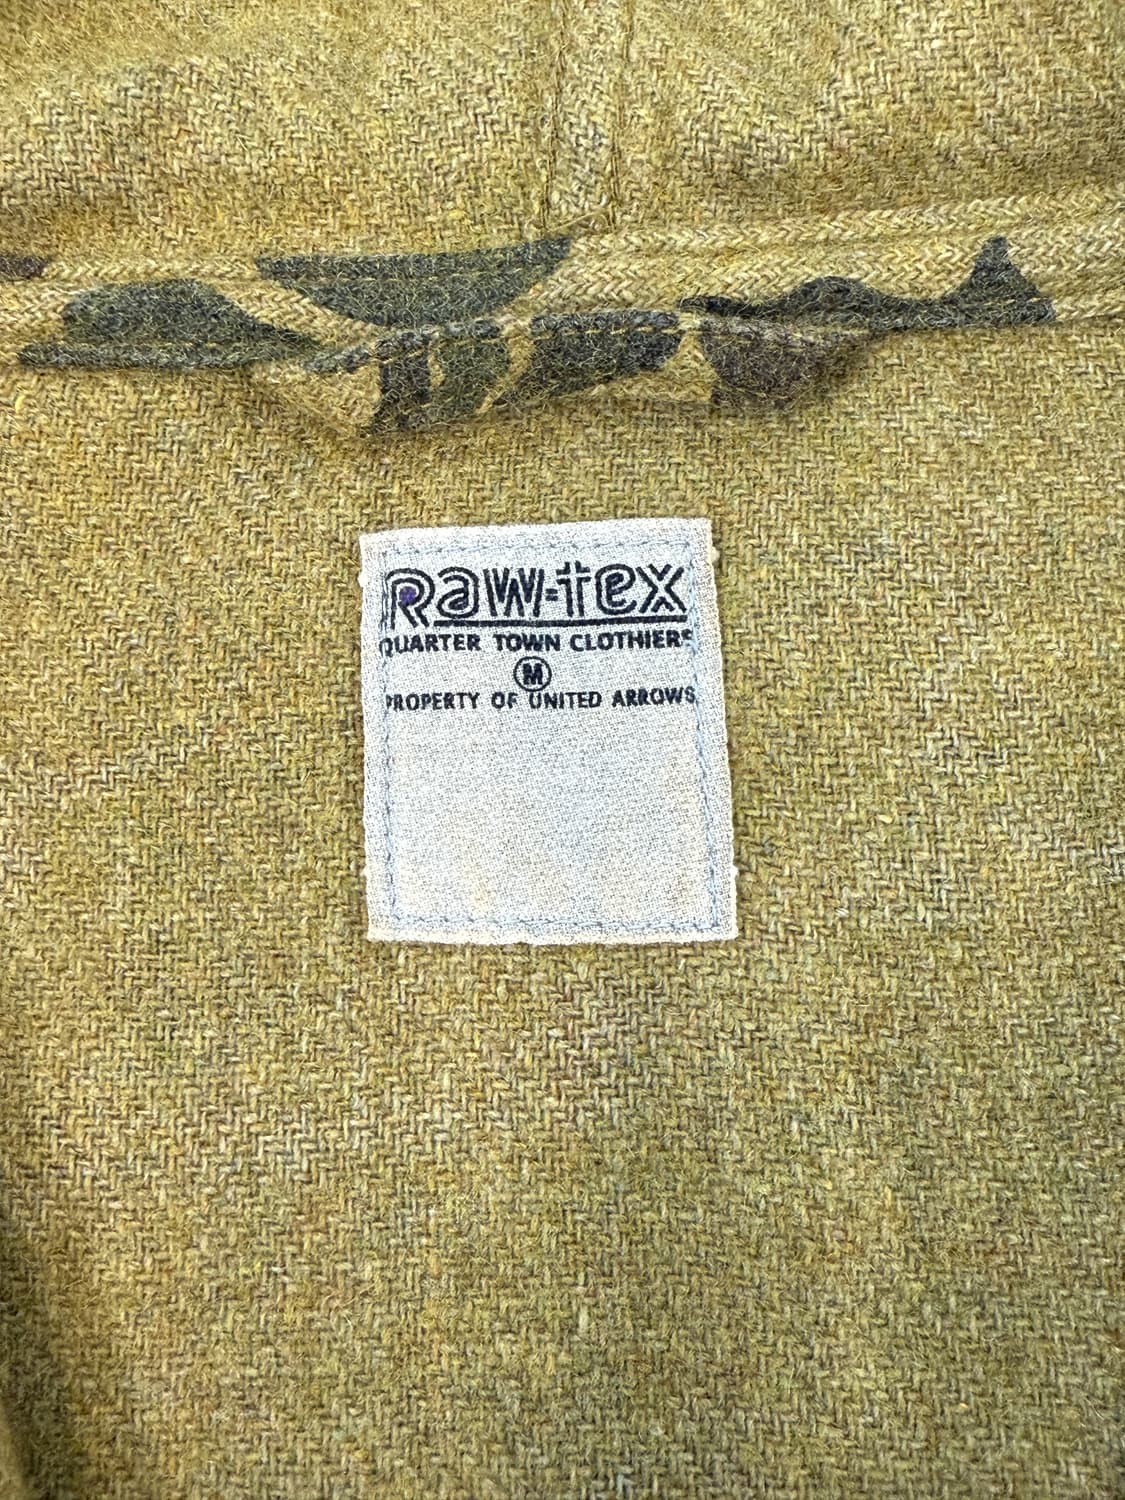 Raw-tex
QUARTER TOWN CLOTHIERS
M
PROPERTY OF UNITED ARROWS